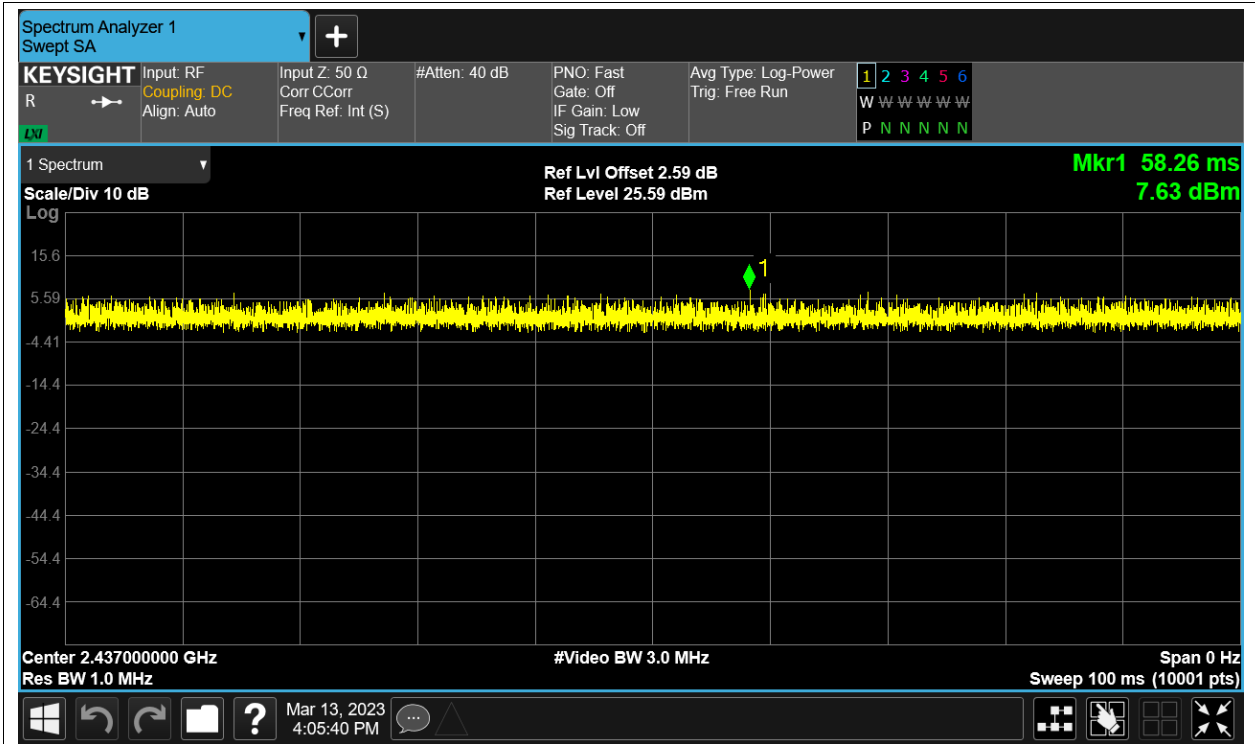 Spectrum Analyzer 1
Swept SA
KEYSIGHT
R
LXI
Input: RF
Coupling: DC
Align: Auto
Input Z: 50 Ω
Corr CCorr
Freq Ref: Int (S)
#Atten: 40 dB
PNO: Fast
Gate: Off
IF Gain: Low
Sig Track: Off
Avg Type: Log-Power
Trig: Free Run
1 2 3 4 5 6
W W W W W W
P N N N N N
1 Spectrum
Scale/Div 10 dB
Ref Lvl Offset 2.59 dB
Ref Level 25.59 dBm
Mkr1 58.26 ms
7.63 dBm
Log
15.6
1
5.59
-4.41
-14.4
-24.4
-34.4
-44.4
-54.4
-64.4
Center 2.437000000 GHz
#Video BW 3.0 MHz
Span 0 Hz
Res BW 1.0 MHz
Sweep 100 ms (10001 pts)
?
Mar 13, 2023
4:05:40 PM